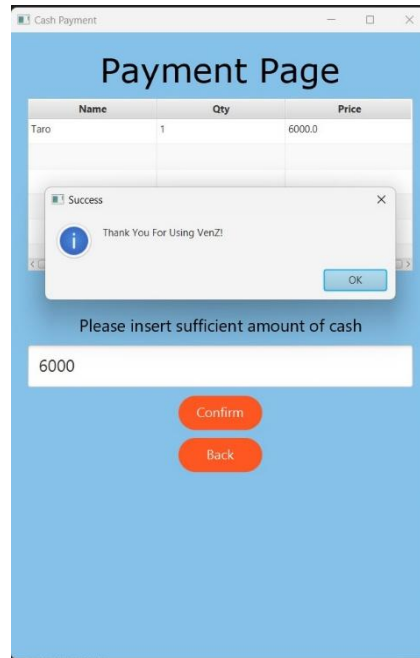 Cash Payment
Payment Page
Name Qty Price
Taro 1 6000.0
Success
Thank You For Using VenZ!
OK
Please insert sufficient amount of cash
6000
Confirm
Back